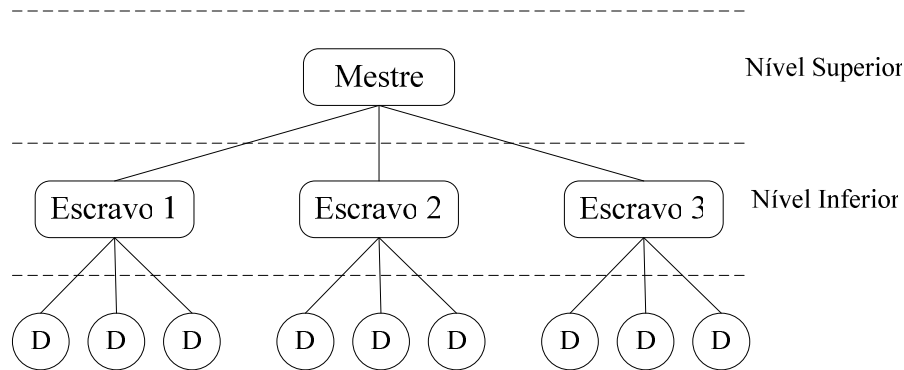 Nível Superior
Mestre
Nível Inferior
Escravo 1
Escravo 2
Escravo 3
D
D
D
D
D
D
D
D
D